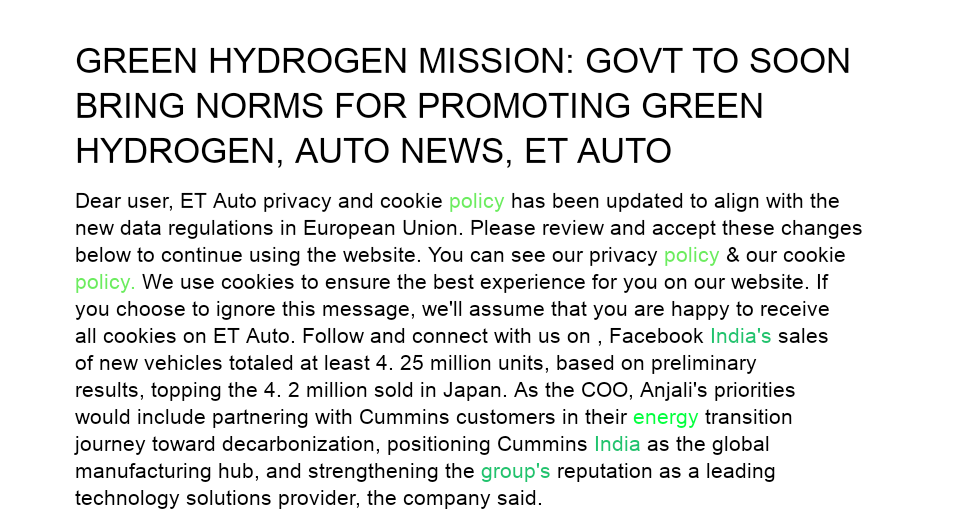 GREEN HYDROGEN MISSION: GOVT TO SOON
BRING NORMS FOR PROMOTING GREEN
HYDROGEN, AUTO NEWS, ET AUTO
Dear user, ET Auto privacy and cookie policy has been updated to align with the
new data regulations in European Union. Please review and accept these changes
below to continue using the website. You can see our privacy policy & our cookie
policy. We use cookies to ensure the best experience for you on our website. If
you choose to ignore this message, we'll assume that you are happy to receive
all cookies on ET Auto. Follow and connect with us on , Facebook India's sales
of new vehicles totaled at least 4. 25 million units, based on preliminary
results, topping the 4. 2 million sold in Japan. As the COO, Anjali's priorities
would include partnering with Cummins customers in their energy transition
journey toward decarbonization, positioning Cummins India as the global
manufacturing hub, and strengthening the group's reputation as a leading
technology solutions provider, the company said.